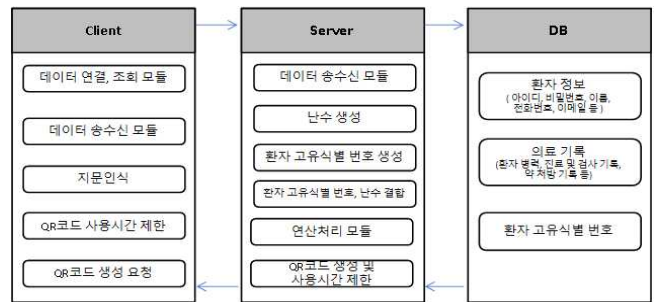 Client
데이터 연결, 조회 모듈
데이터 송수신 모듈
지문인식
QR코드 사용시간 제한
QR코드 생성 요청
Server
데이터 송수신 모듈
난수 생성
환자 고유식별 번호 생성
환자 고유식별 번호, 난수 결합
연산처리 모듈
QR코드 생성 및
사용시간 제한
DB
환자 정보
( 아이디, 비밀번호, 이름,
전화번호, 이메일 등 )
의료 기록
(환자 병력, 진료 및 검사 기록,
약 처방 기록 등)
환자 고유식별 번호